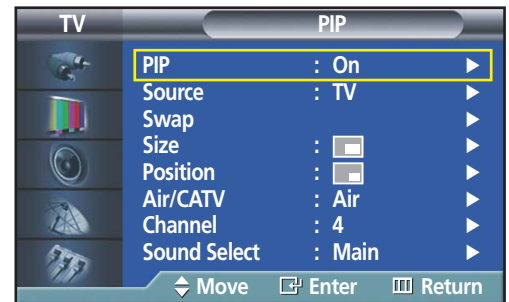 TV PIP
PIP : On
Source : TV
Swap
Size :
Position :
Air/CATV : Air
Channel : 4
Sound Select : Main
Move Enter Return